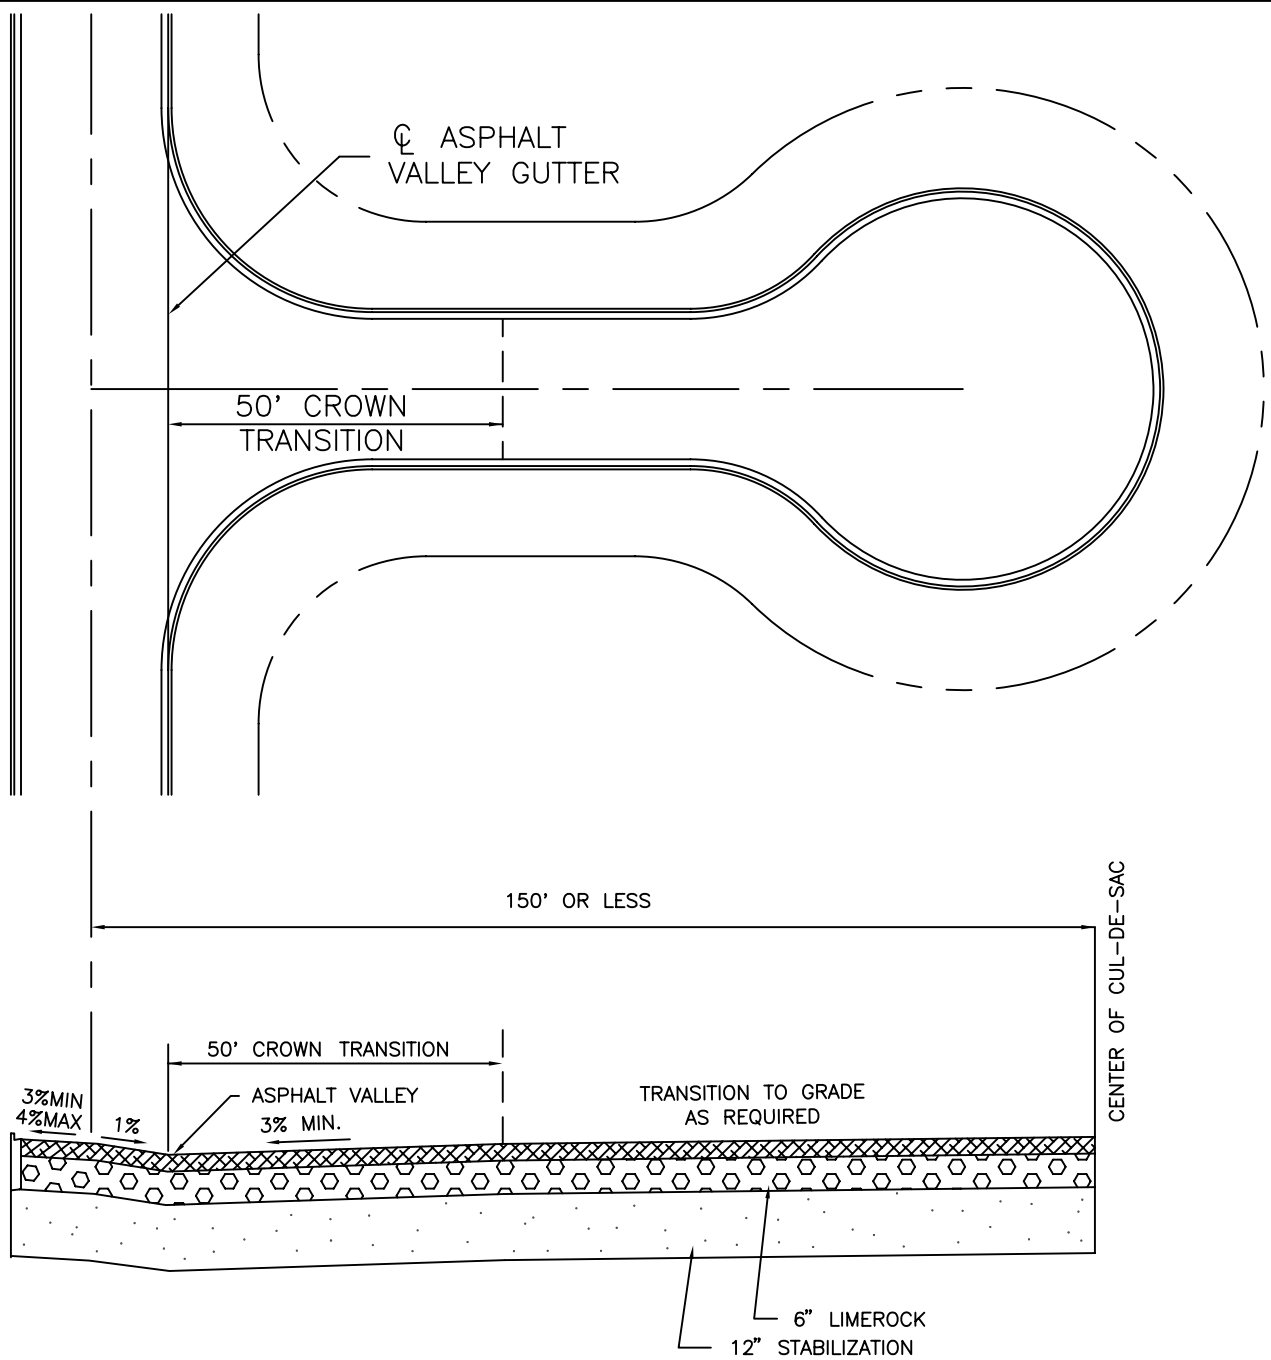 ℄ ASPHALT
VALLEY GUTTER
50' CROWN
TRANSITION
150' OR LESS
CENTER OF CUL-DE-SAC
50' CROWN TRANSITION
3%MIN
4%MAX
1%
ASPHALT VALLEY
3% MIN.
TRANSITION TO GRADE
AS REQUIRED
6" LIMEROCK
12" STABILIZATION